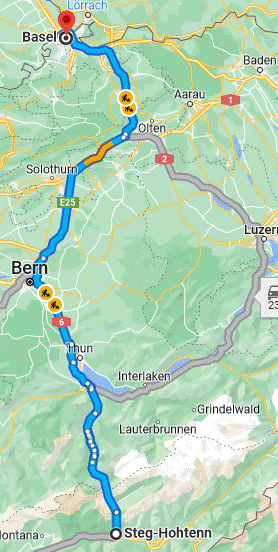 Lörrach
Basel
Baden
Aarau
1
Olten
2
Solothurn
E25
Luzern
Bern
23
6
Thun
Interlaken
Grindelwald
Lauterbrunnen
Steg-Hohtenn
Montana